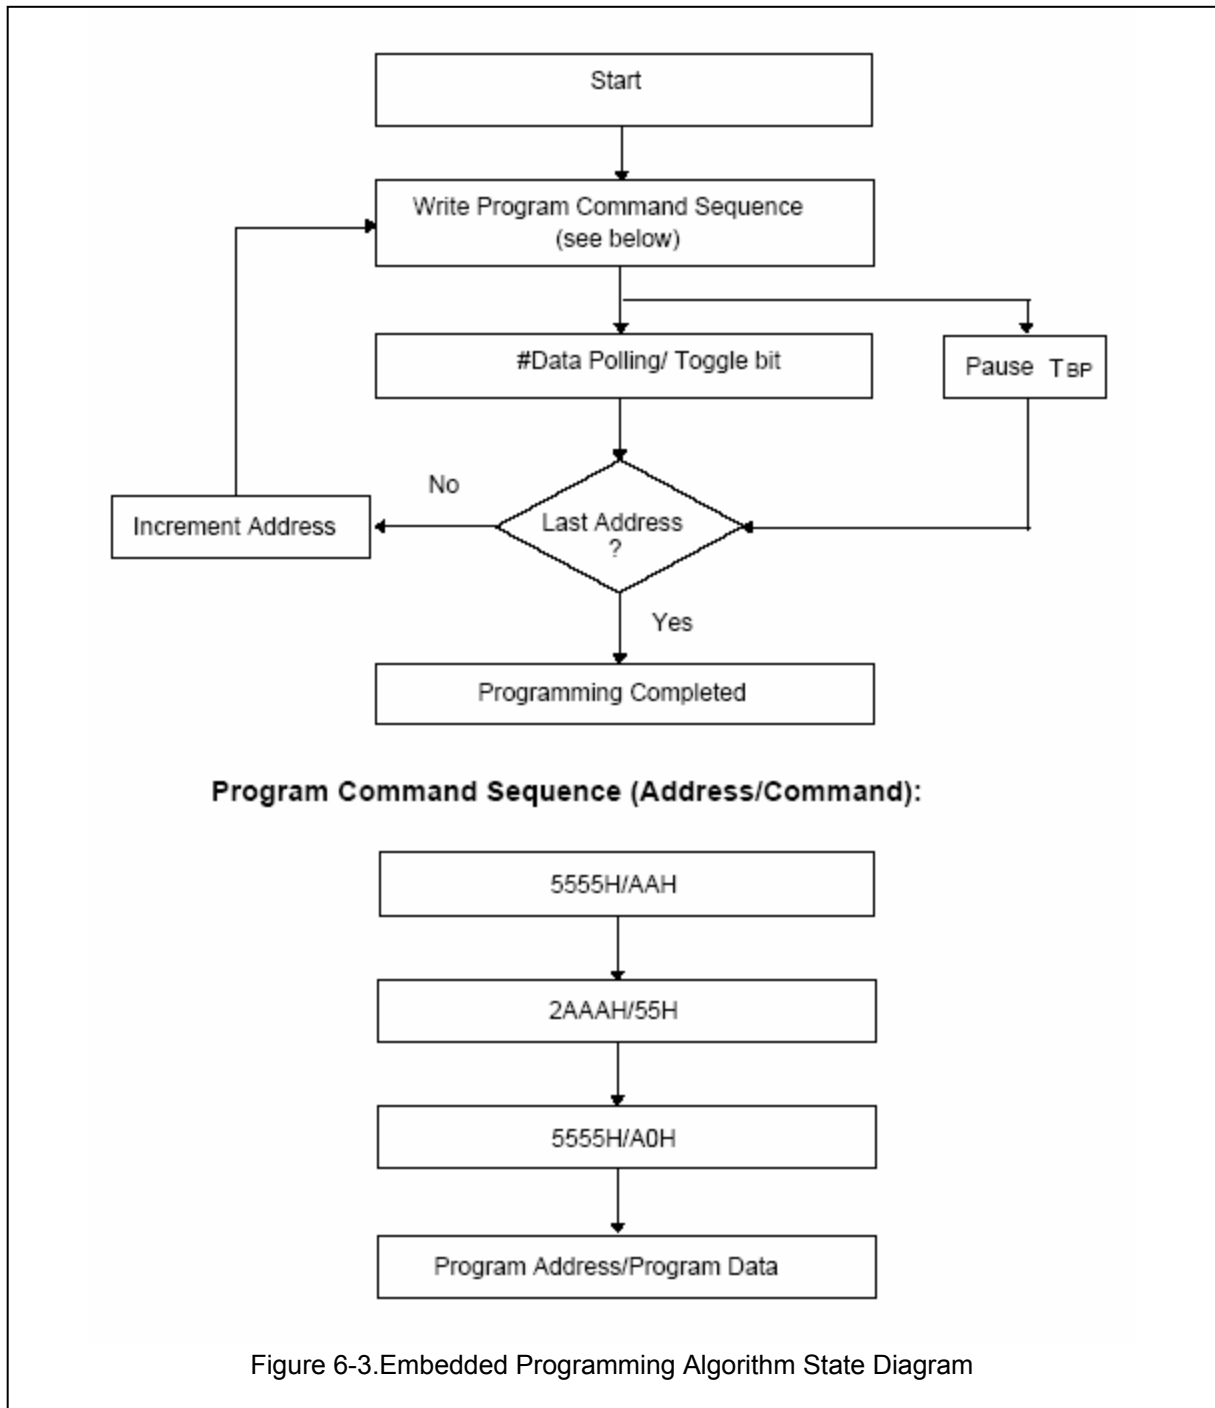 Start
Write Program Command Sequence
(see below)
#Data Polling/ Toggle bit
Pause TBP
No
Increment Address
Last Address
?
Yes
Programming Completed
Program Command Sequence (Address/Command):
5555H/AAH
2AAAH/55H
5555H/A0H
Program Address/Program Data
Figure 6-3.Embedded Programming Algorithm State Diagram